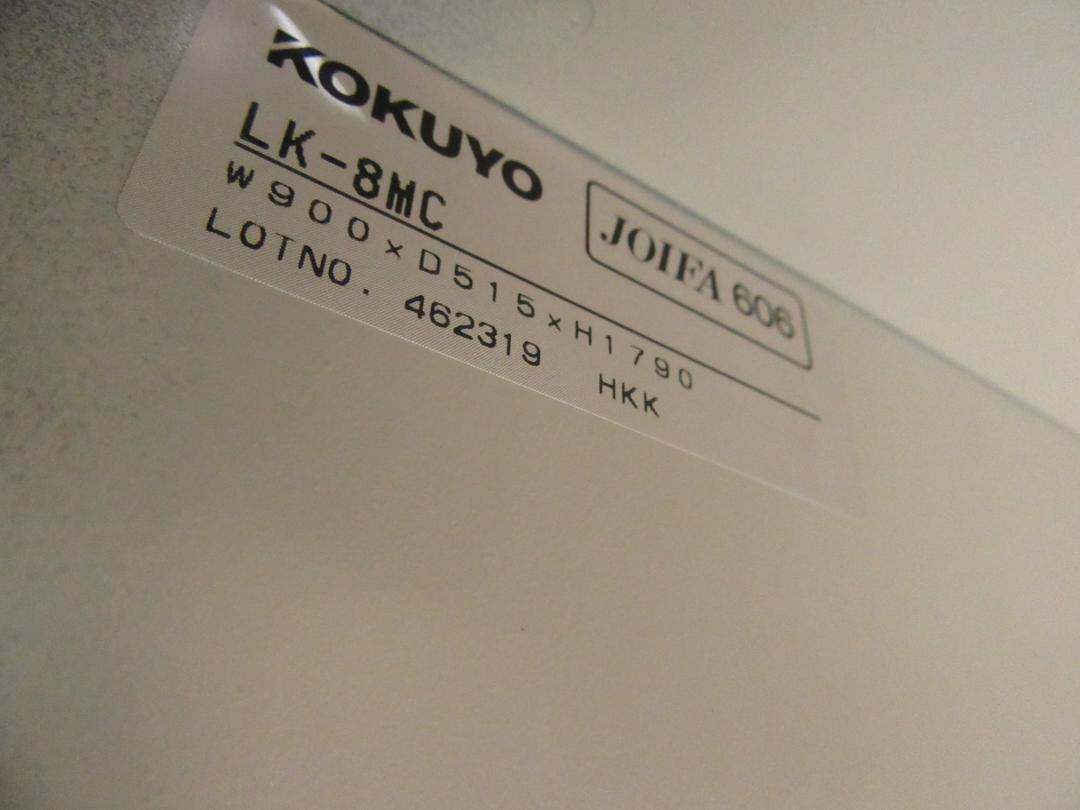 KOKUYO
LK-8MC
JOIFA 606
W900×D515×H1790
LOTNO. 462319 HKK